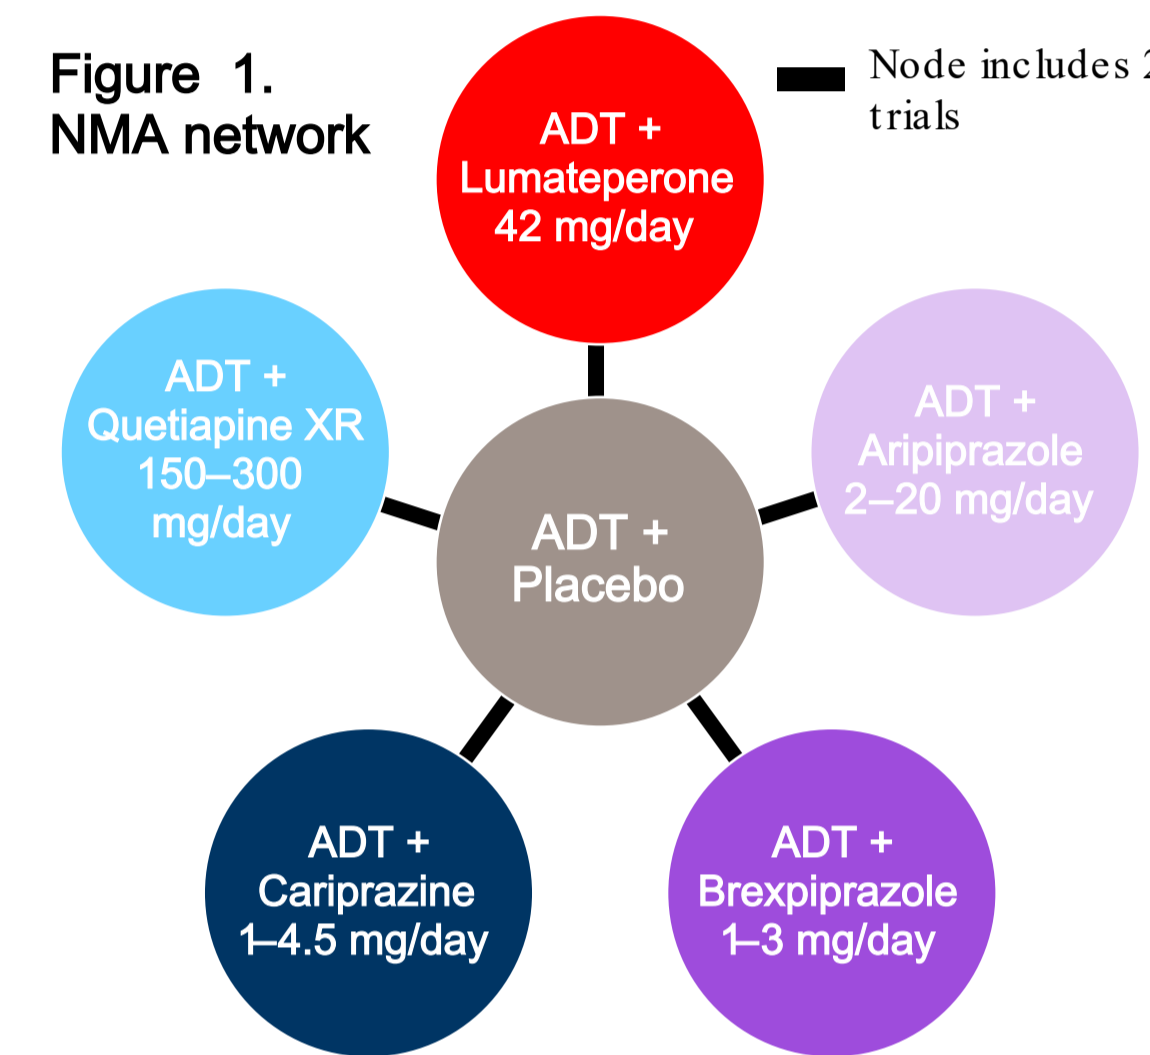 Figure 1.
NMA network
Node includes 2
trials
ADT +
Lumateperone
42 mg/day
ADT +
Quetiapine XR
150–300
mg/day
ADT +
Aripiprazole
2–20 mg/day
ADT +
Placebo
ADT +
Cariprazine
1–4.5 mg/day
ADT +
Brexpiprazole
1–3 mg/day